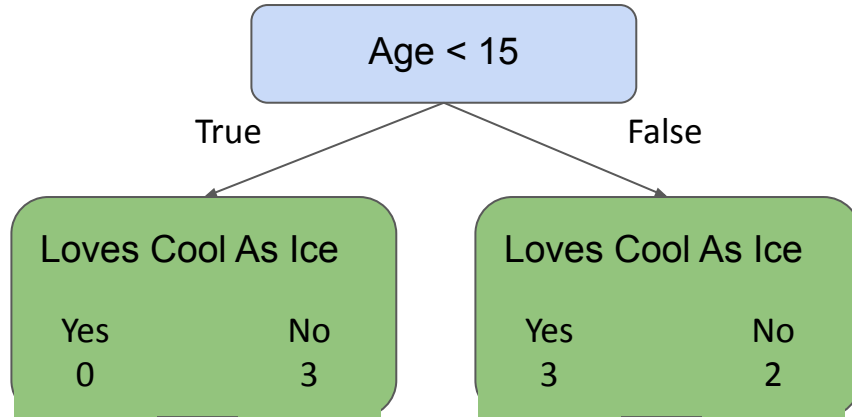 Age < 15
True
False
Loves Cool As Ice
Yes No
0 3
Loves Cool As Ice
Yes No
3 2